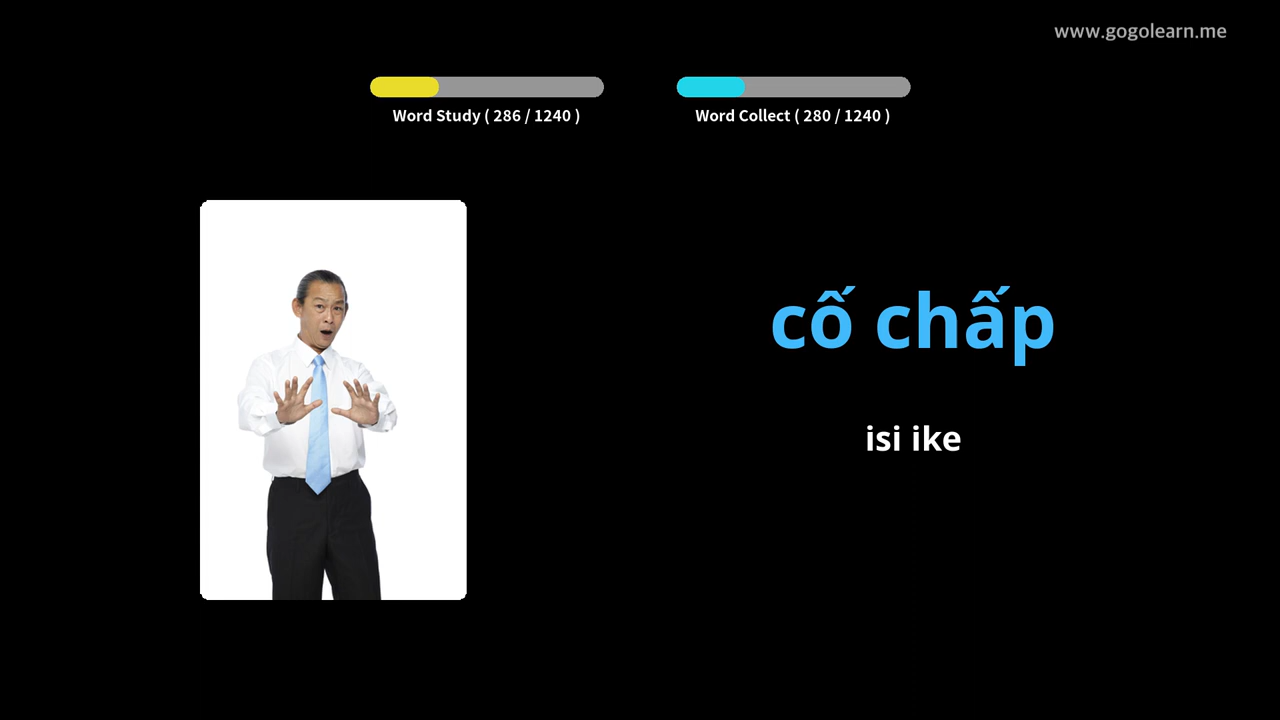 www.gogolearn.me
Word Study ( 286 / 1240 )
Word Collect ( 280 / 1240 )
cố chấp
isi ike